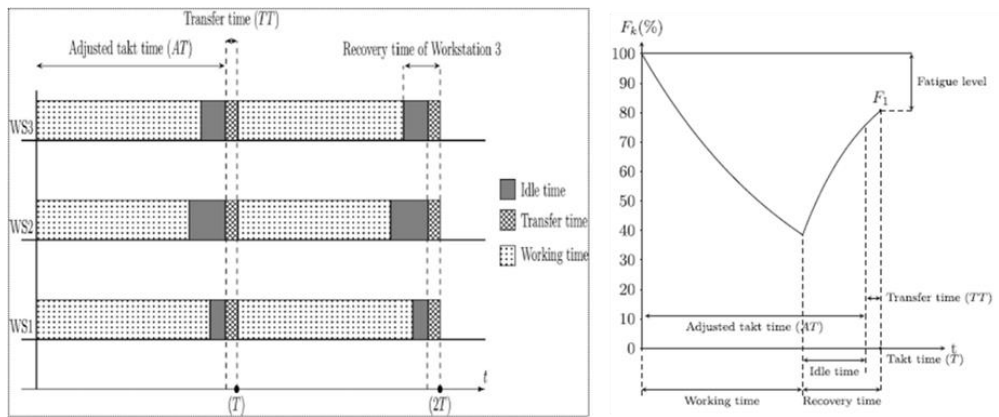 Transfer time (TT)
Adjusted takt time (AT)
Recovery time of Workstation 3
WS3
WS2
WS1
Idle time
Transfer time
Working time
t
(T)
(2T)
F_k(%)
100
90
80
70
60
50
40
30
20
10
0
Fatigue level
F_1
Transfer time (TT)
Adjusted takt time (AT)
t
Takt time (T)
Idle time
Working time
Recovery time